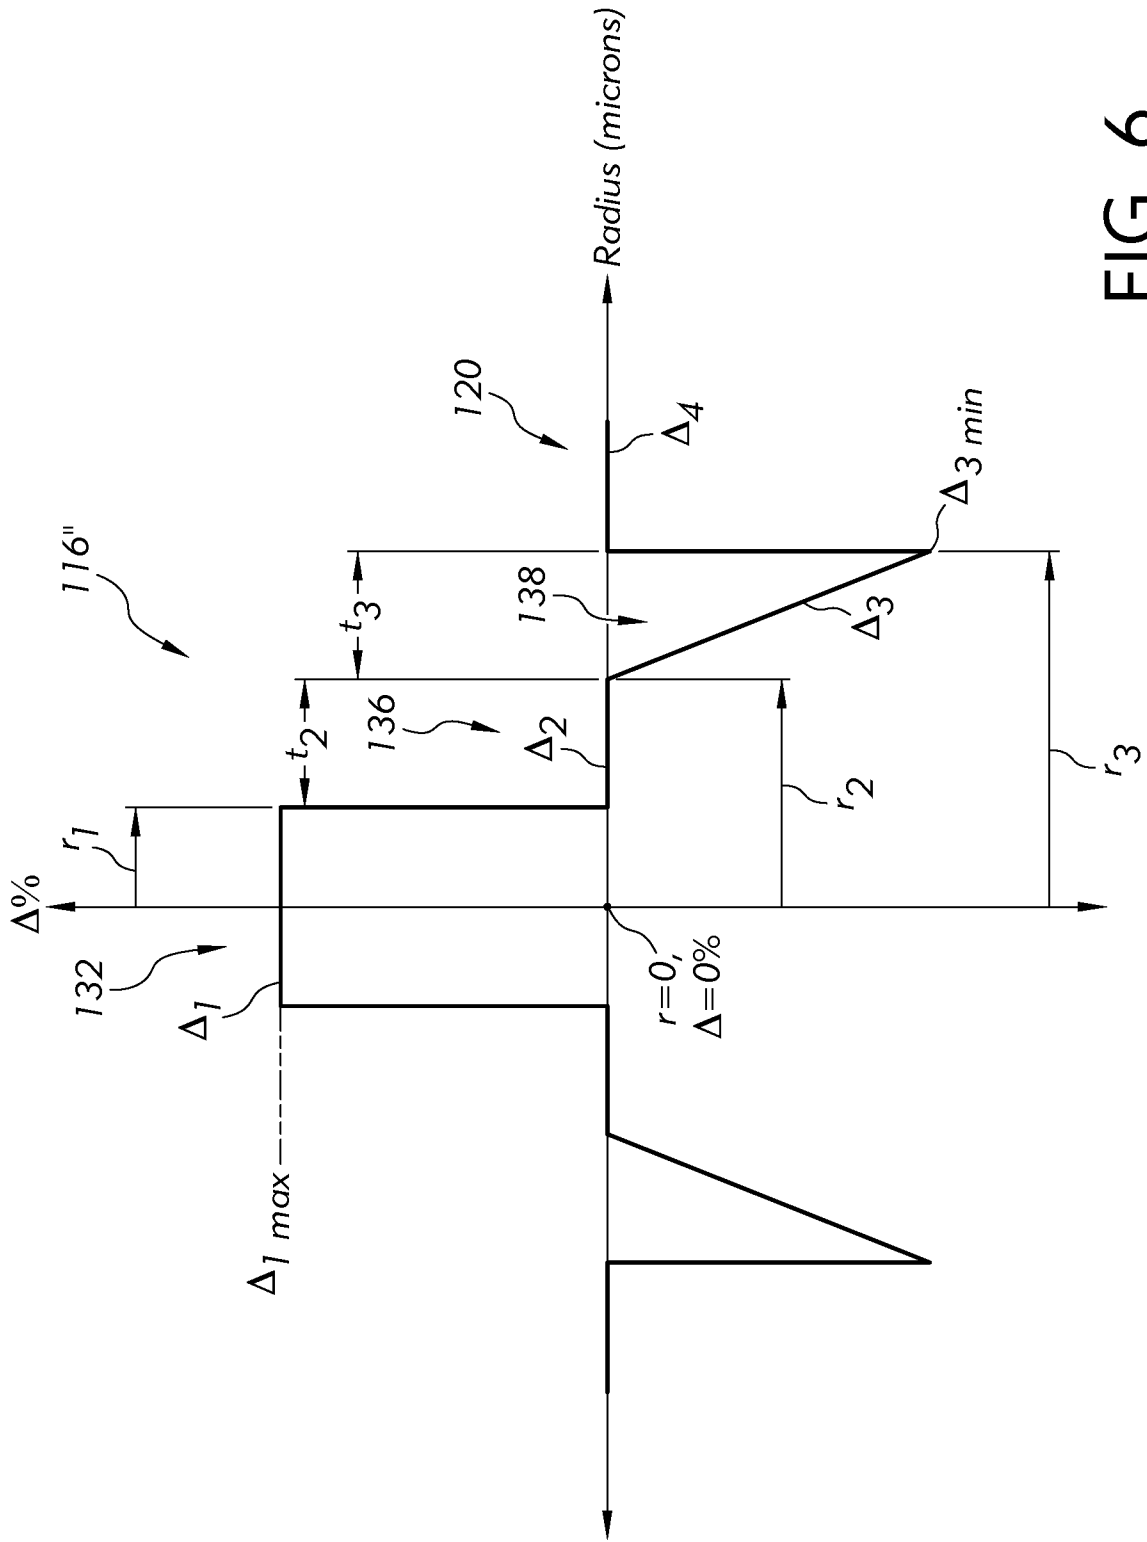 Δ%
r1
132
Δ1
Δ1 max
116"
t2
t3
136
Δ2
138
120
Radius (microns)
Δ4
r=0,
Δ=0%
r2
Δ3
Δ3 min
r3
FIG. 6